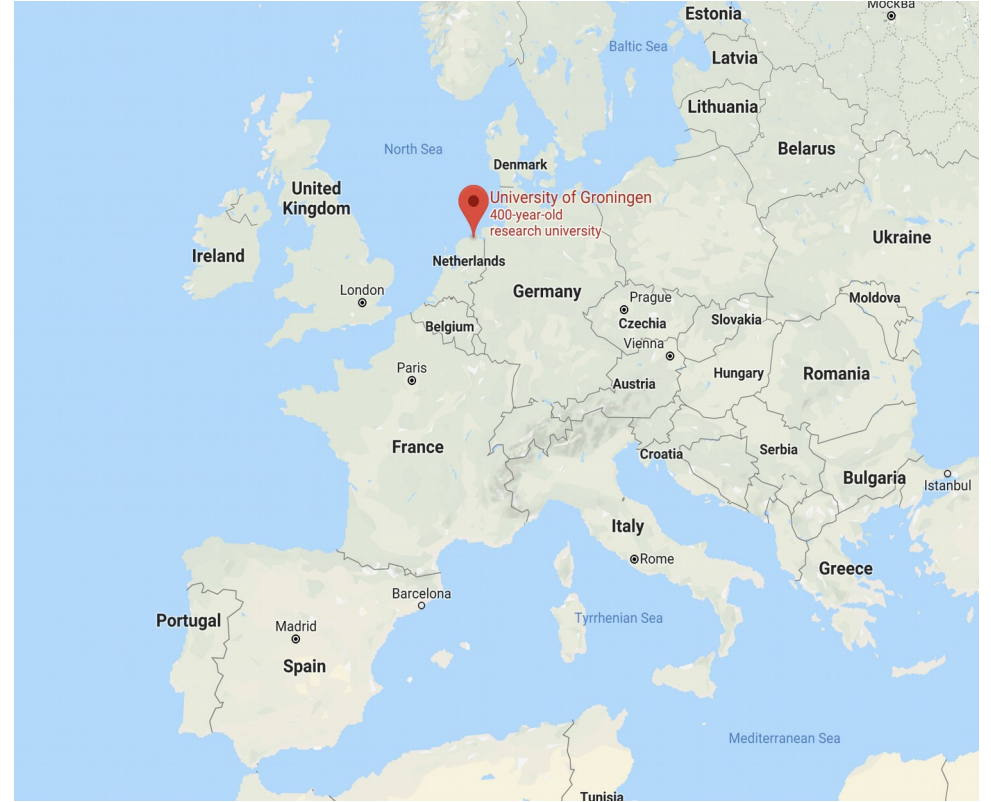 Москва
Estonia
Baltic Sea
Latvia
Lithuania
North Sea
Belarus
Denmark
United
Kingdom
University of Groningen
400-year-old
research university
Ukraine
Ireland
Netherlands
London
Germany
Prague
Moldova
Czechia
Slovakia
Belgium
Vienna
Paris
Hungary
Romania
Austria
France
Croatia
Serbia
Bulgaria
Istanbul
Italy
Rome
Greece
Barcelona
Portugal
Madrid
Tyrrhenian Sea
Spain
Mediterranean Sea
Tunisia